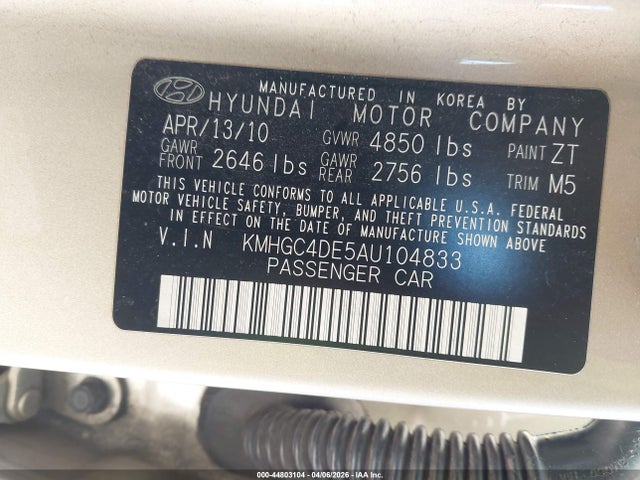 MANUFACTURED IN KOREA BY
HYUNDAI MOTOR COMPANY
APR/13/10 GVWR 4850 lbs PAINT ZT
GAWR FRONT 2646 lbs GAWR REAR 2756 lbs TRIM M5
THIS VEHICLE CONFORMS TO ALL APPLICABLE U.S.A. FEDERAL
MOTOR VEHICLE SAFETY, BUMPER, AND THEFT PREVENTION STANDARDS
IN EFFECT ON THE DATE OF MANUFACTURE SHOWN ABOVE.
V.I.N KMHGC4DE5AU104833
PASSENGER CAR
000-44803104 - 04/06/2026 - IAA Inc.